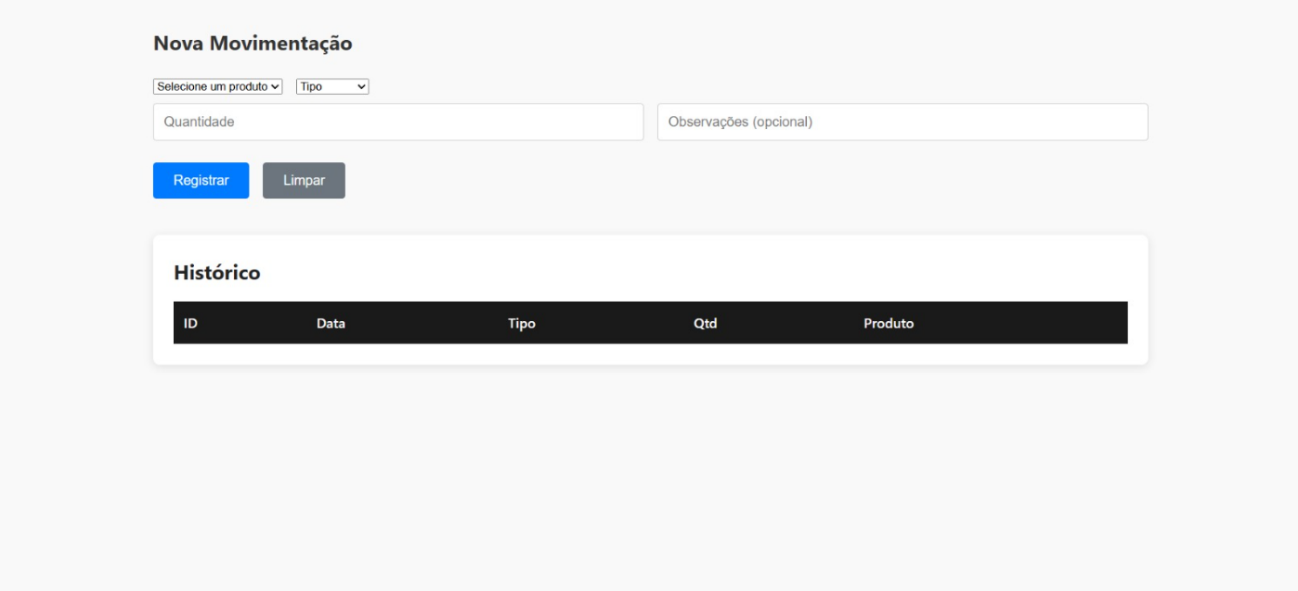 Nova Movimentação
Selecione um produto Tipo
Quantidade Observações (opcional)
Registrar Limpar
Histórico
ID Data Tipo Qtd Produto